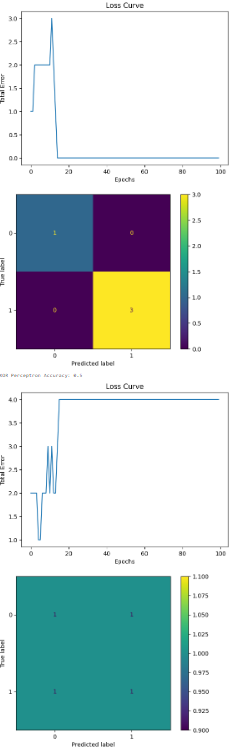 Loss Curve
3.0
2.5
2.0
1.5
1.0
0.5
0.0
Total Error
0 20 40 60 80 100
Epochs
3.0
2.5
2.0
1.5
1.0
0.5
0.0
0 1 0
1 0 3
True label
0 1
Predicted label
XOR Perceptron Accuracy: 0.5
Loss Curve
4.0
3.5
3.0
2.5
2.0
1.5
1.0
Total Error
0 20 40 60 80 100
Epochs
1.100
1.075
1.050
1.025
1.000
0.975
0.950
0.925
0.900
0 1 1
1 1 1
True label
0 1
Predicted label